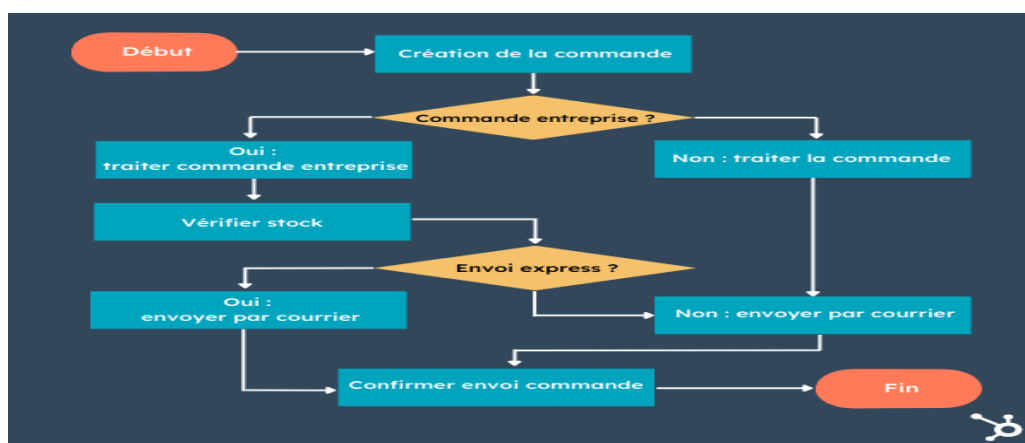 Début
Création de la commande
Commande entreprise ?
Oui :
traiter commande entreprise
Non : traiter la commande
Vérifier stock
Envoi express ?
Oui :
envoyer par courrier
Non : envoyer par courrier
Confirmer envoi commande
Fin